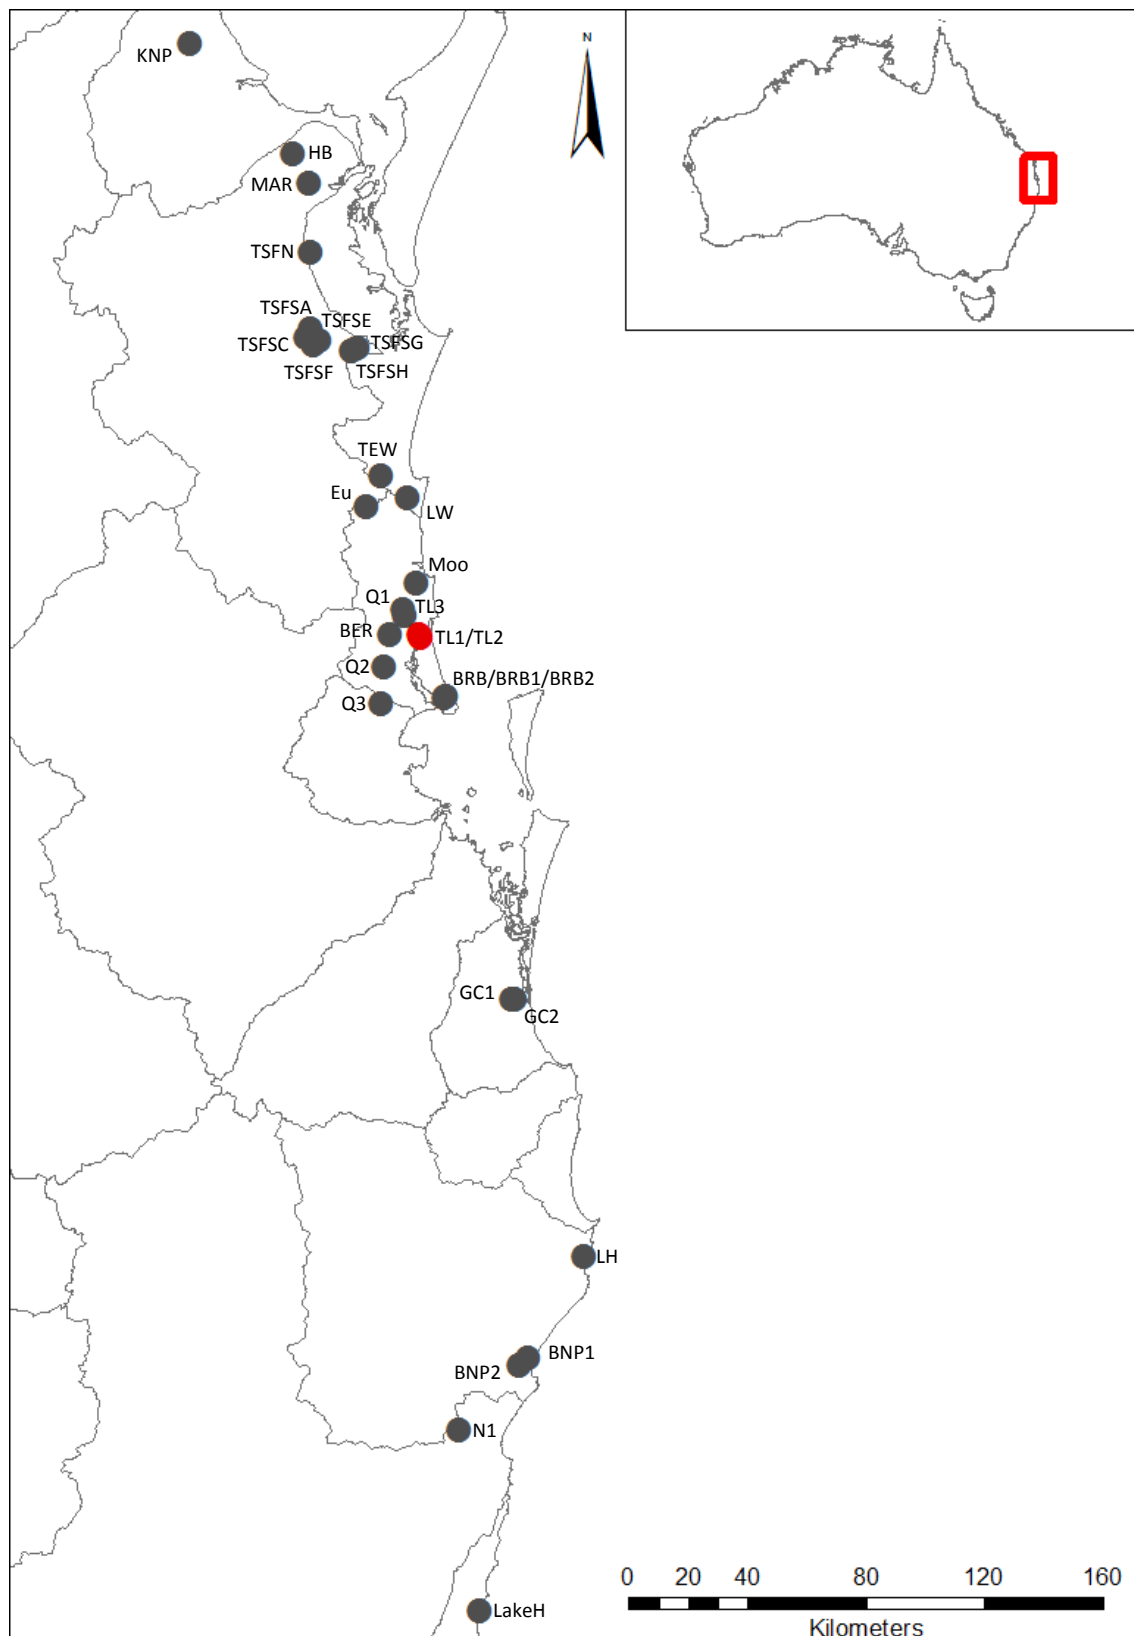 N
KNP
HB
MAR
TSFN
TSFSA
TSFSE
TSFSC
TSFSG
TSFSF
TSFSH
TEW
Eu
LW
Moo
Q1
TL3
BER
TL1/TL2
Q2
BRB/BRB1/BRB2
Q3
GC1
GC2
LH
BNP1
BNP2
N1
LakeH
0 20 40 80 120 160
Kilometers